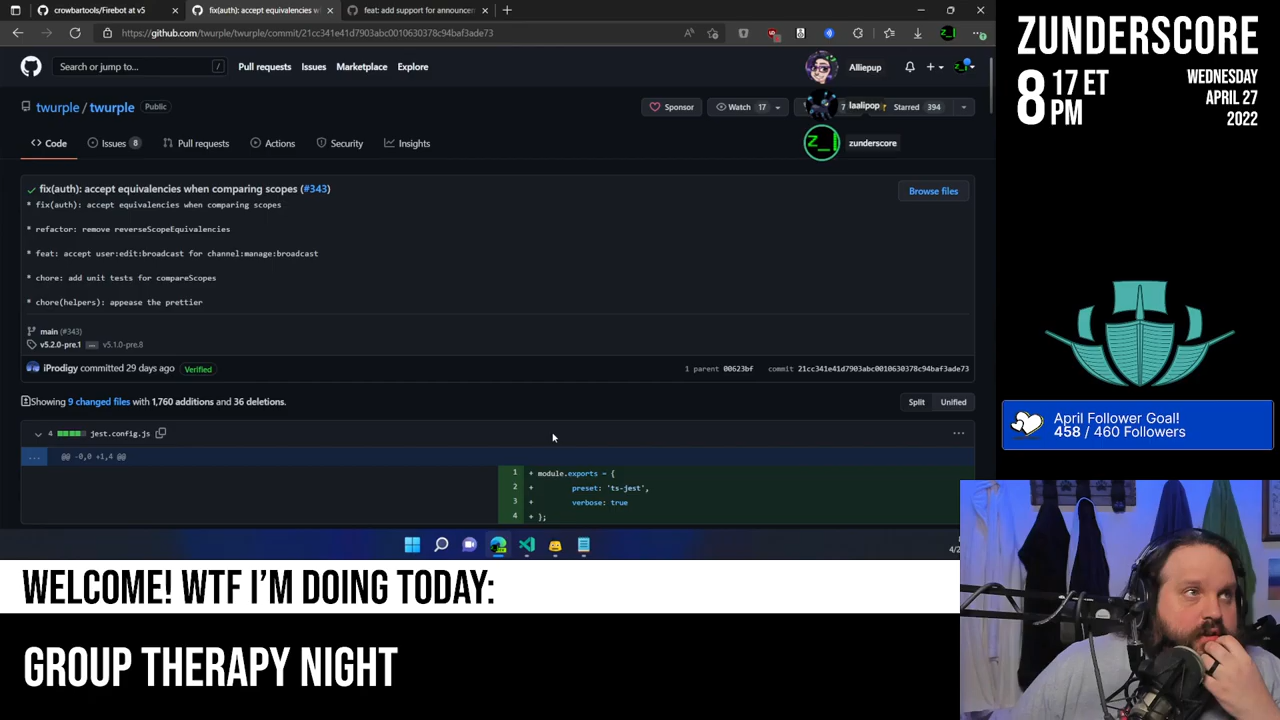 crowbartools/Firebot at v5
fix(auth): accept equivalencies w
feat: add support for announcem
https://github.com/twurple/twurple/commit/21cc341e41d7903abc0010630378c94baf3ade73
Search or jump to...
/
Pull requests
Issues
Marketplace
Explore
Alliepup
twurple / twurple
Public
Sponsor
Watch 17
7
laalipop
Starred 394
Code
Issues 8
Pull requests
Actions
Security
Insights
zunderscore
fix(auth): accept equivalencies when comparing scopes (#343)
Browse files
* fix(auth): accept equivalencies when comparing scopes
* refactor: remove reverseScopeEquivalencies
* feat: accept user:edit:broadcast for channel:manage:broadcast
* chore: add unit tests for compareScopes
* chore(helpers): appease the prettier
main (#343)
v5.2.0-pre.1 ... v5.1.0-pre.8
iProdigy committed 29 days ago Verified
1 parent 00623bf commit 21cc341e41d7903abc0010630378c94baf3ade73
Showing 9 changed files with 1,760 additions and 36 deletions.
Split
Unified
4 jest.config.js
...
@@ -0,0 +1,4 @@
1 + module.exports = {
2 + preset: 'ts-jest',
3 + verbose: true
4 + };
4/2
ZUNDERSCORE
8 17 ET
PM
WEDNESDAY
APRIL 27
2022
April Follower Goal!
458 / 460 Followers
WELCOME! WTF I'M DOING TODAY:
GROUP THERAPY NIGHT